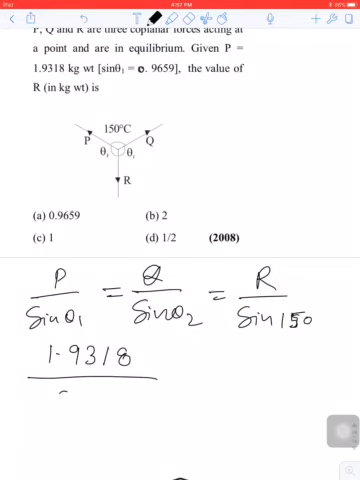 iPad 4:57 PM 85%
P, Q and R are three coplanar forces acting at
a point and are in equilibrium. Given P =
1.9318 kg wt [sinθ₁ = 0. 9659], the value of
R (in kg wt) is
150°C
P Q
θ₁ θ₂
R
(a) 0.9659 (b) 2
(c) 1 (d) 1/2 (2008)
P/Sinθ₁ = Q/Sinθ₂ = R/Sin150
1.9318